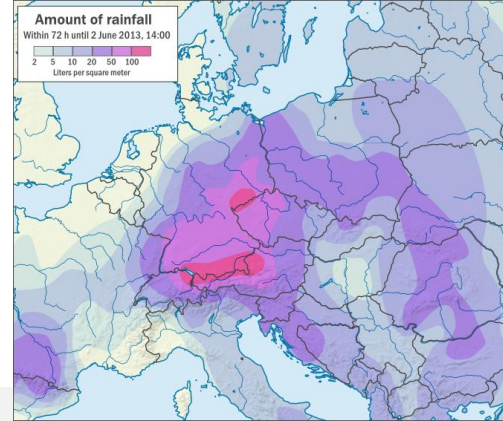 Amount of rainfall
Within 72 h until 2 June 2013, 14:00
2 5 10 20 50 100
Liters per square meter